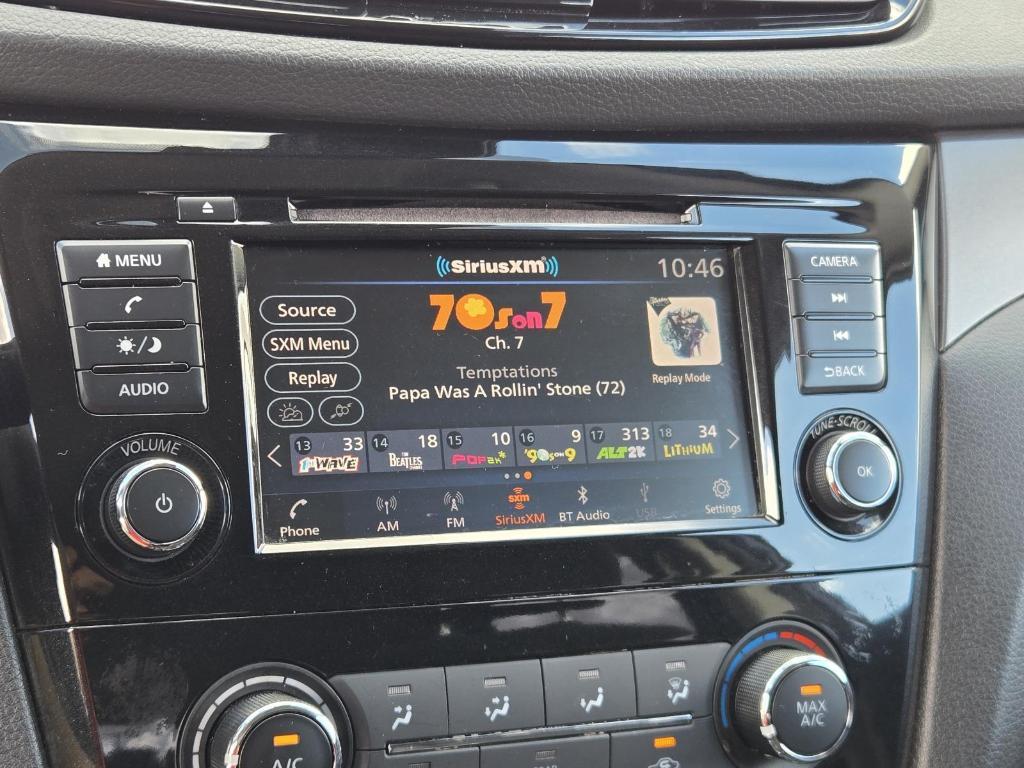 MENU
AUDIO
VOLUME
SiriusXM
10:46
Source
SXM Menu
Replay
70s on 7
Ch. 7
Temptations
Papa Was A Rollin' Stone (72)
Replay Mode
13 33 1st WAVE
14 18 THE BEATLES
15 10 POP2K
16 9 '90s ON 9
17 313 ALT2K
18 34 LITHIUM
Phone
AM
FM
sxm
SiriusXM
BT Audio
USB
Settings
CAMERA
BACK
TUNE·SCROLL
OK
A/C
MAX
A/C